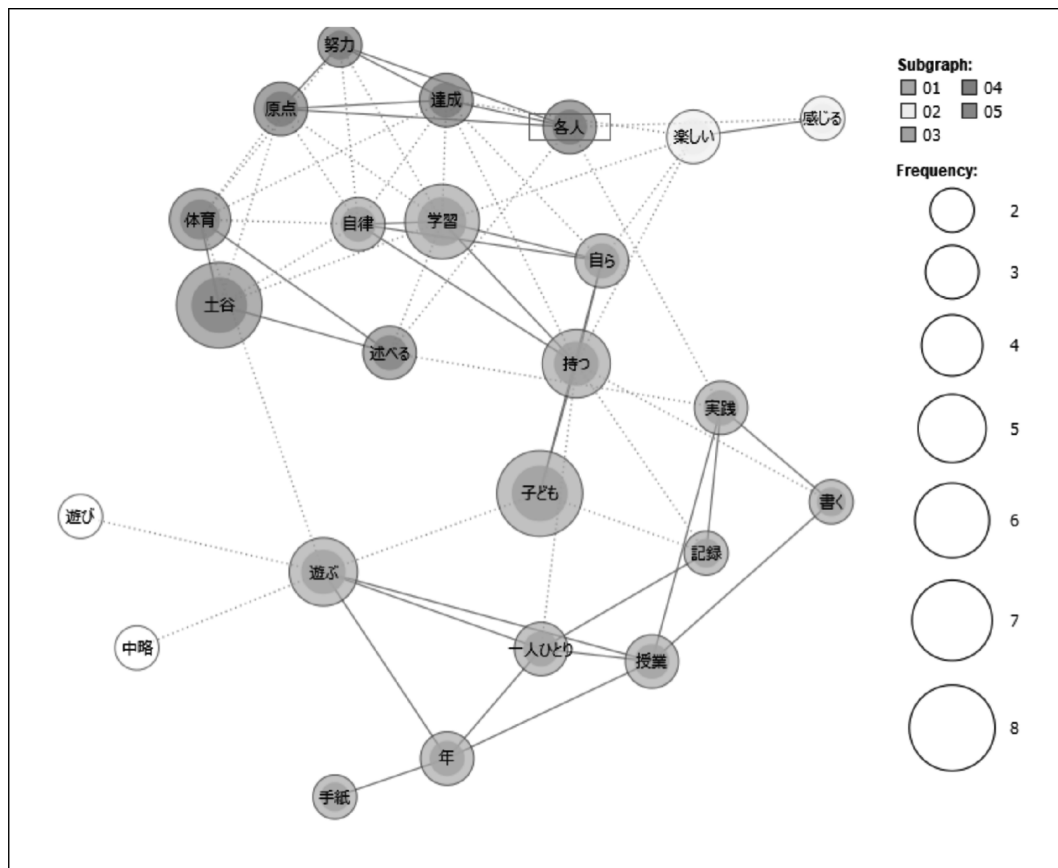 努力
原点
達成
各人
楽しい
感じる
体育
自律
学習
自ら
土谷
述べる
持つ
実践
子ども
書く
遊び
遊ぶ
記録
中略
一人ひとり
授業
年
手紙
Subgraph:
01 04
02 05
03
Frequency:
2
3
4
5
6
7
8